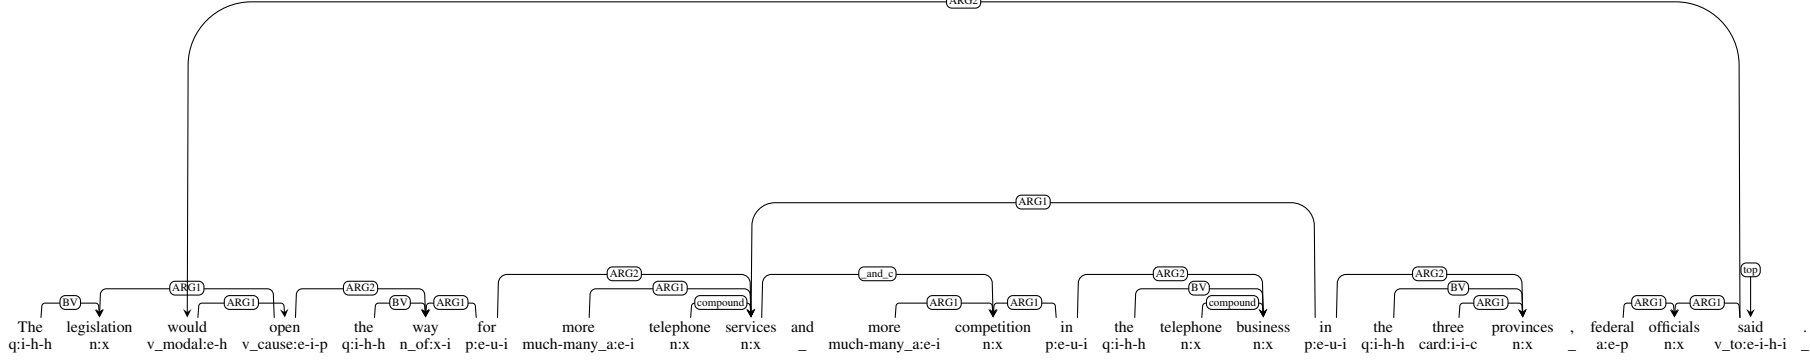 ARG2
ARG1
top
ARG2 _and_c ARG2 ARG2
ARG1 ARG2 ARG1 BV BV
BV ARG1 BV ARG1 compound ARG1 ARG1 compound ARG1 ARG1 ARG1
The legislation would open the way for more telephone services and more competition in the telephone business in the three provinces , federal officials said .
q:i-h-h n:x v_modal:e-h v_cause:e-i-p q:i-h-h n_of:x-i p:e-u-i much-many_a:e-i n:x n:x _ much-many_a:e-i n:x p:e-u-i q:i-h-h n:x n:x p:e-u-i q:i-h-h card:i-i-c n:x _ a:e-p n:x v_to:e-i-h-i _